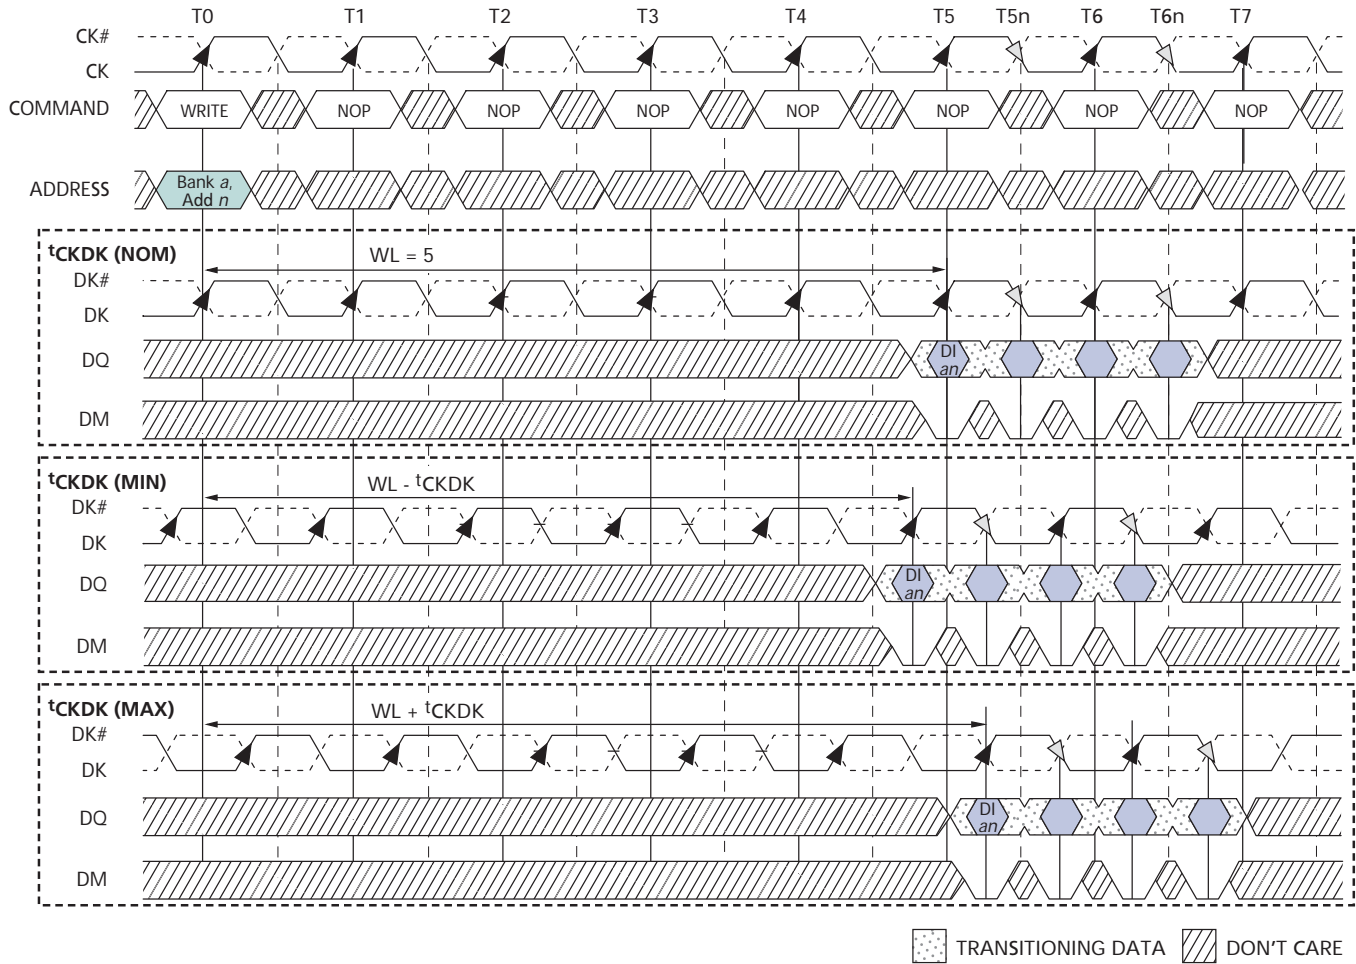 T0 T1 T2 T3 T4 T5 T5n T6 T6n T7
CK#
CK
COMMAND WRITE NOP NOP NOP NOP NOP NOP NOP
ADDRESS Bank a,
Add n
tCKDK (NOM) WL = 5
DK#
DK
DQ DI
an
DM
tCKDK (MIN) WL - tCKDK
DK#
DK
DQ DI
an
DM
tCKDK (MAX) WL + tCKDK
DK#
DK
DQ DI
an
DM
TRANSITIONING DATA DON'T CARE